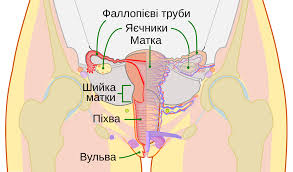 Фаллопієві труби
Яєчники
Матка
Шийка
матки
Піхва
Вульва